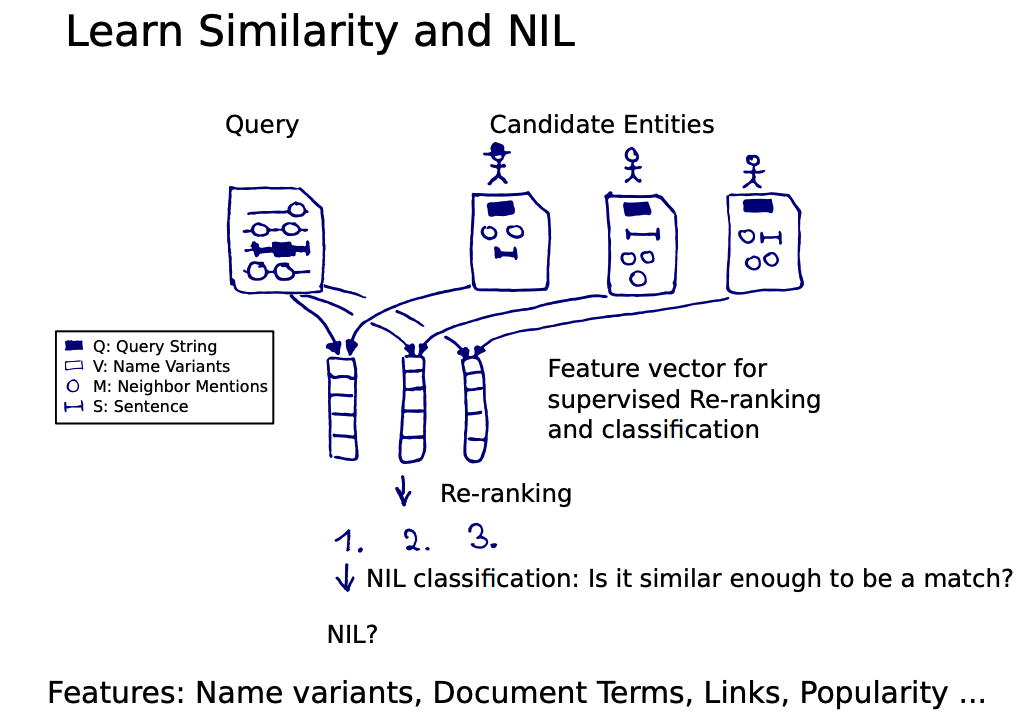 Learn Similarity and NIL
Query
Candidate Entities
Q: Query String
V: Name Variants
M: Neighbor Mentions
S: Sentence
Feature vector for
supervised Re-ranking
and classification
Re-ranking
1. 2. 3.
NIL classification: Is it similar enough to be a match?
NIL?
Features: Name variants, Document Terms, Links, Popularity ...